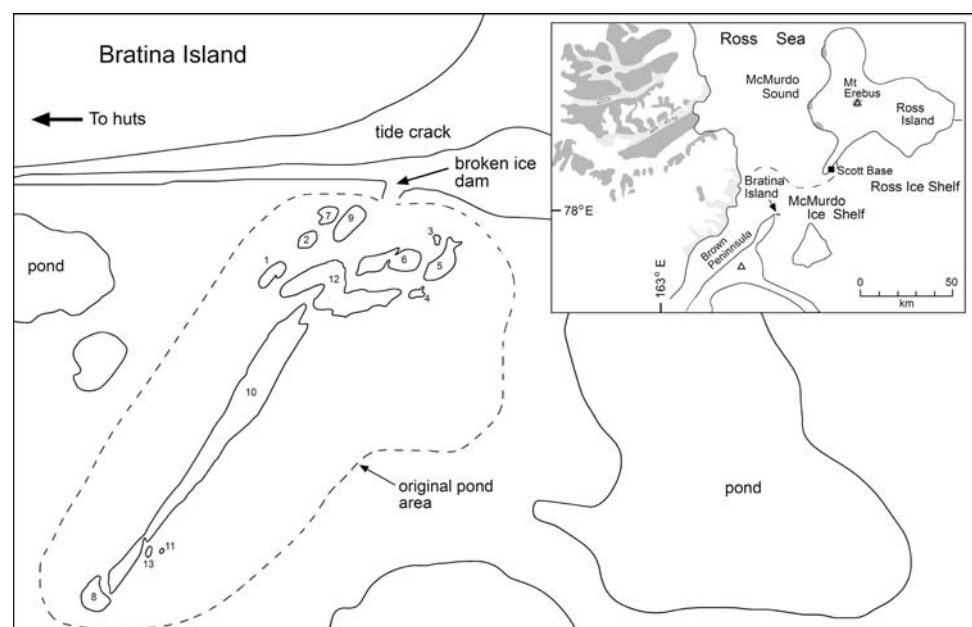 Bratina Island
To huts
tide crack
broken ice
dam
pond
7
9
2
3
6
5
1
12
4
10
original pond
area
pond
13
11
8
Ross Sea
McMurdo
Sound
Mt
Erebus
Ross
Island
Scott Base
Ross Ice Shelf
Bratina
Island
McMurdo
Ice Shelf
78°E
Brown
Peninnsula
163° E
0 50
km